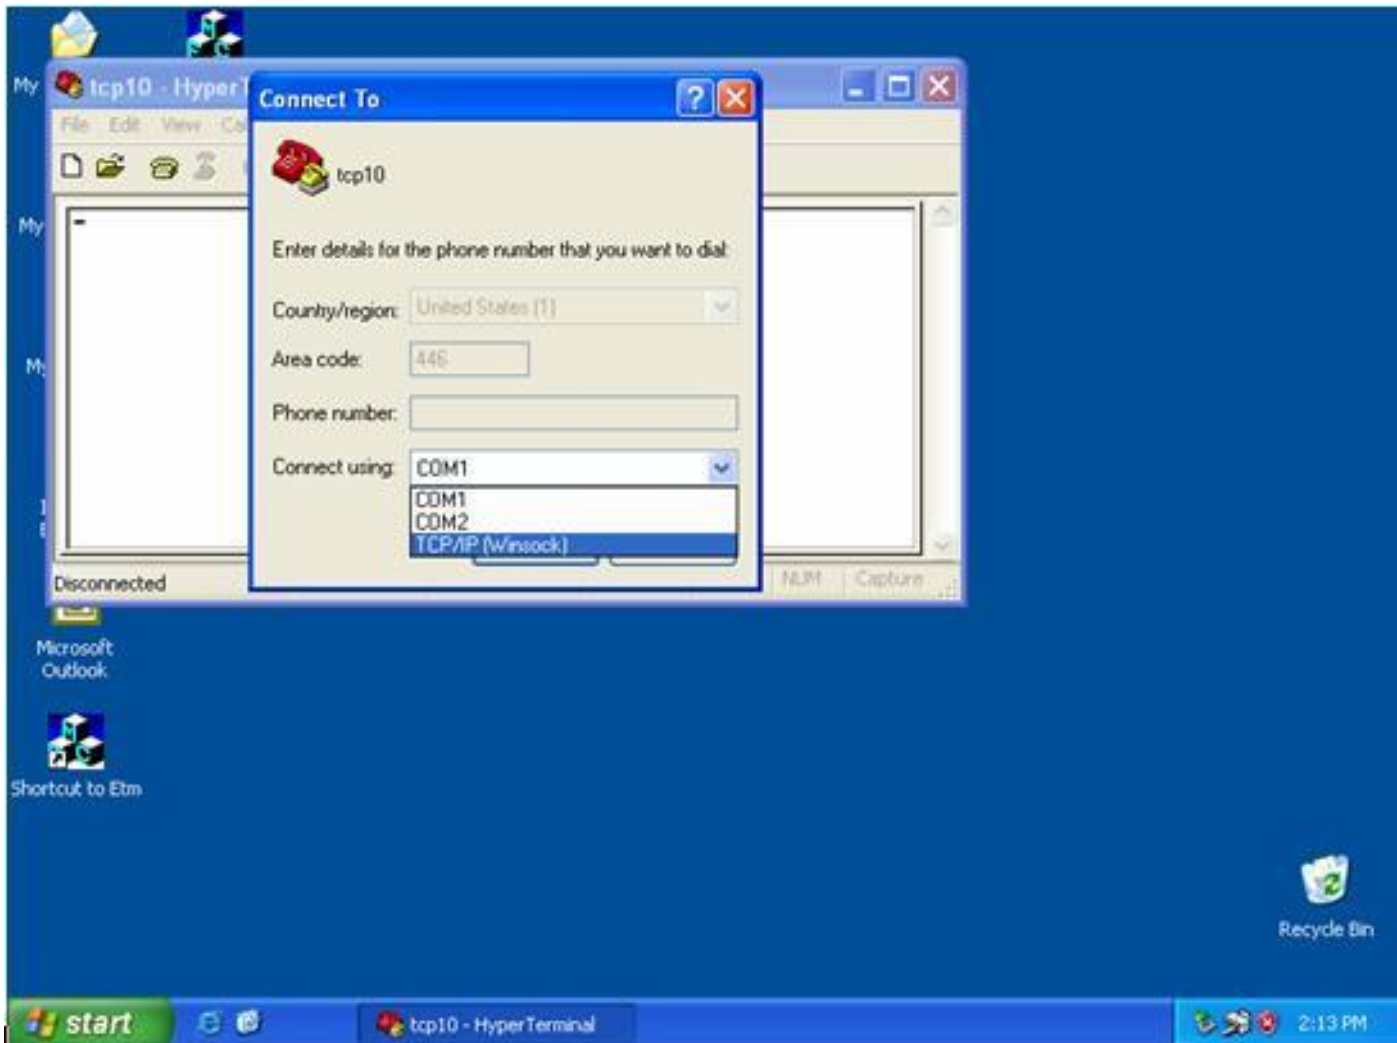 My
tcp10 - HyperT
File Edit View Cal
Connect To
tcp10
Enter details for the phone number that you want to dial:
Country/region: United States (1)
Area code: 446
Phone number:
Connect using: COM1
COM1
COM2
TCP/IP (Winsock)
My
My
Disconnected
NUM
Capture
Microsoft
Outlook
Shortcut to Etm
Recycle Bin
start
tcp10 - HyperTerminal
2:13 PM